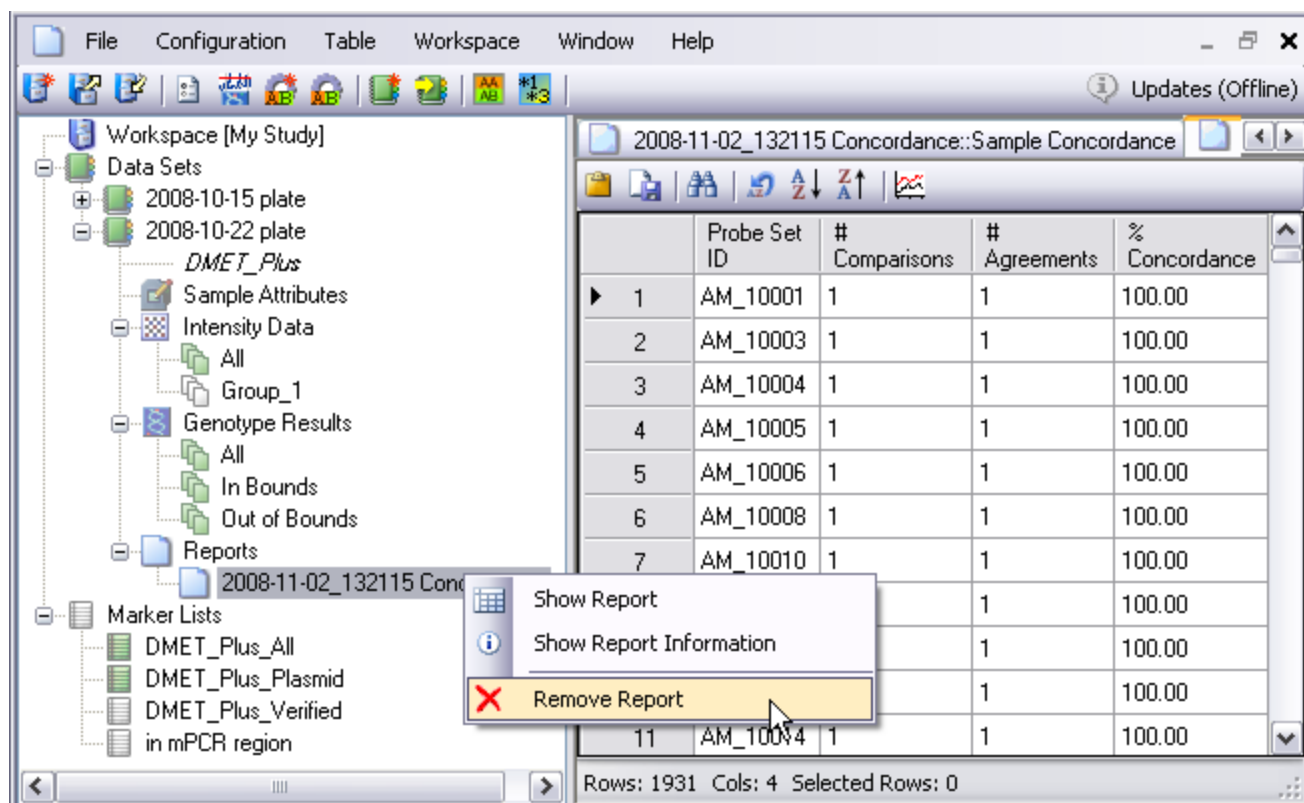 File Configuration Table Workspace Window Help
Updates (Offline)
Workspace [My Study]
Data Sets
2008-10-15 plate
2008-10-22 plate
DMET_Plus
Sample Attributes
Intensity Data
All
Group_1
Genotype Results
All
In Bounds
Out of Bounds
Reports
2008-11-02_132115
Marker Lists
DMET_Plus_All
DMET_Plus_Plasmid
DMET_Plus_Verified
in mPCR region
Show Report
Show Report Information
Remove Report
2008-11-02_132115 Concordance::Sample Concordance
Probe Set ID # Comparisons # Agreements % Concordance
1 AM_10001 1 1 100.00
2 AM_10003 1 1 100.00
3 AM_10004 1 1 100.00
4 AM_10005 1 1 100.00
5 AM_10006 1 1 100.00
6 AM_10008 1 1 100.00
7 AM_10010 1 1 100.00
1 100.00
1 100.00
1 100.00
11 1 1 100.00
Rows: 1931 Cols: 4 Selected Rows: 0